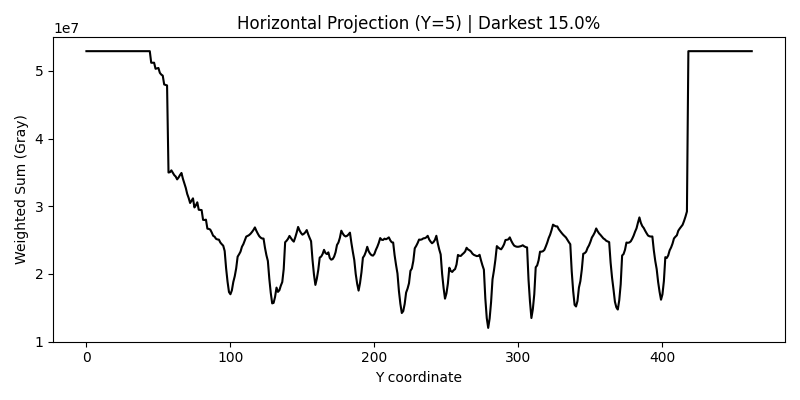 Horizontal Projection (Y=5) | Darkest 15.0%
1e7
5
4
3
2
1
Weighted Sum (Gray)
0 100 200 300 400
Y coordinate